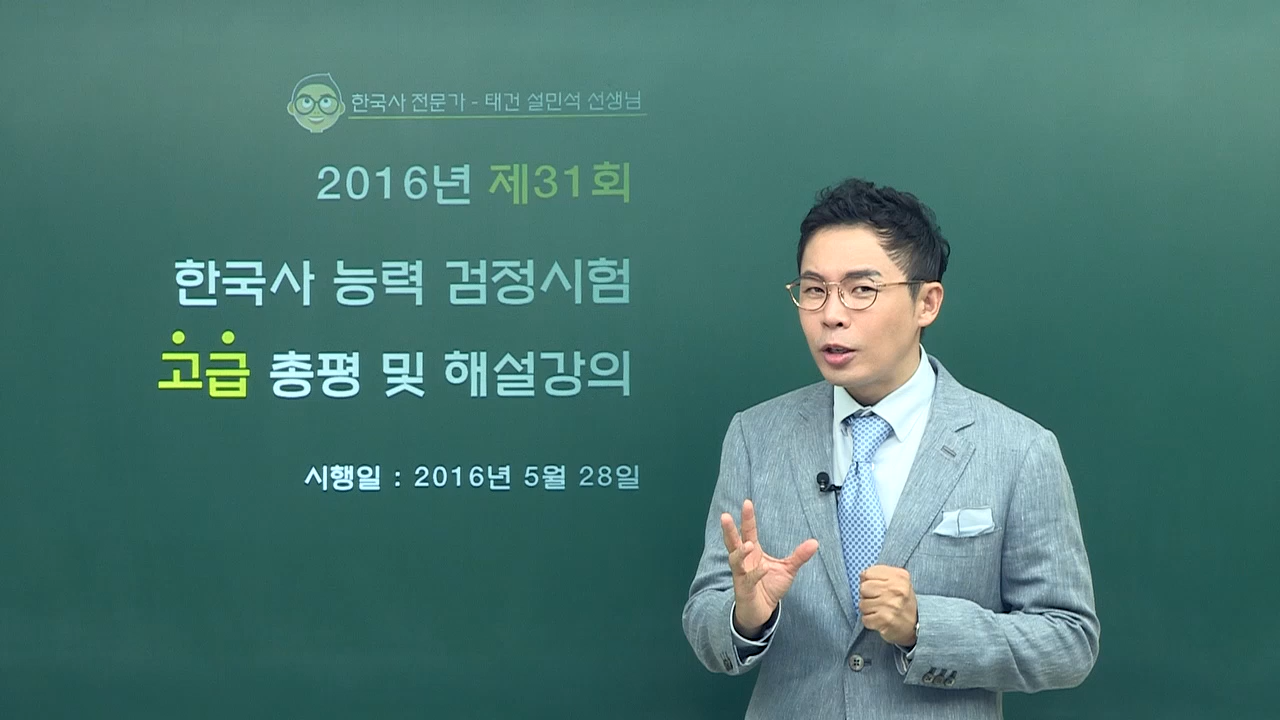 한국사 전문가 - 태건 설민석 선생님
2016년 제31회
한국사 능력 검정시험
고급 총평 및 해설강의
시행일 : 2016년 5월 28일